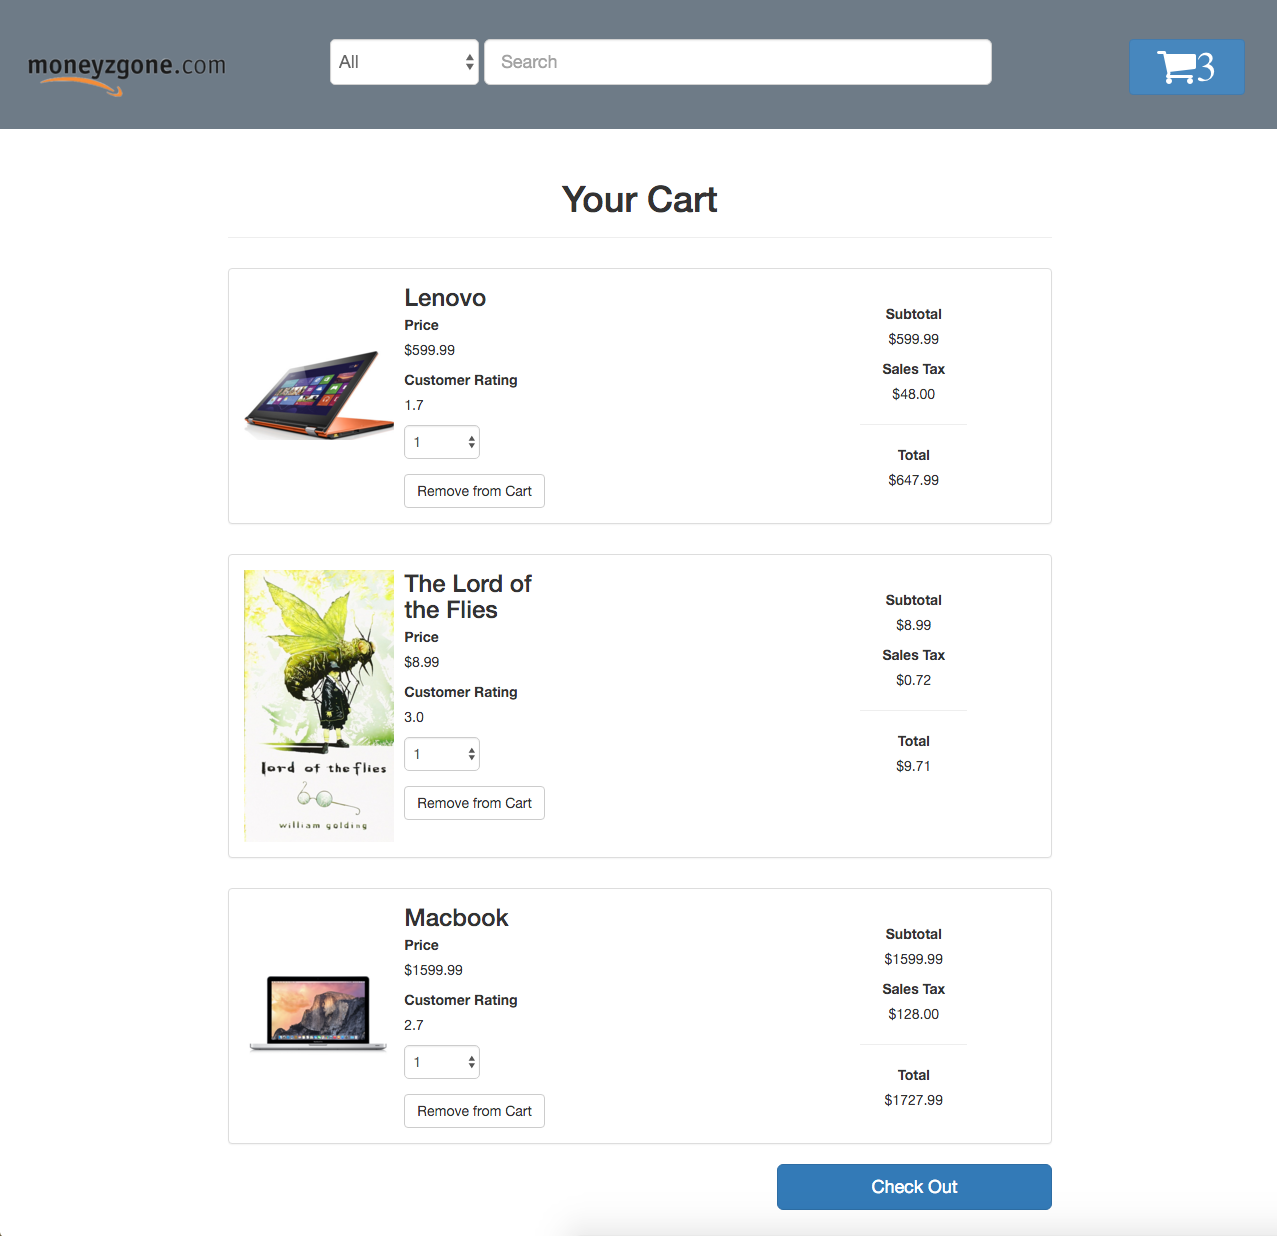 moneyzgone.com
All
Search
3
Your Cart
Lenovo
Price
$599.99
Customer Rating
1.7
1
Remove from Cart
Subtotal
$599.99
Sales Tax
$48.00
Total
$647.99
lord of the flies
william golding
The Lord of
the Flies
Price
$8.99
Customer Rating
3.0
1
Remove from Cart
Subtotal
$8.99
Sales Tax
$0.72
Total
$9.71
Macbook
Price
$1599.99
Customer Rating
2.7
1
Remove from Cart
Subtotal
$1599.99
Sales Tax
$128.00
Total
$1727.99
Check Out